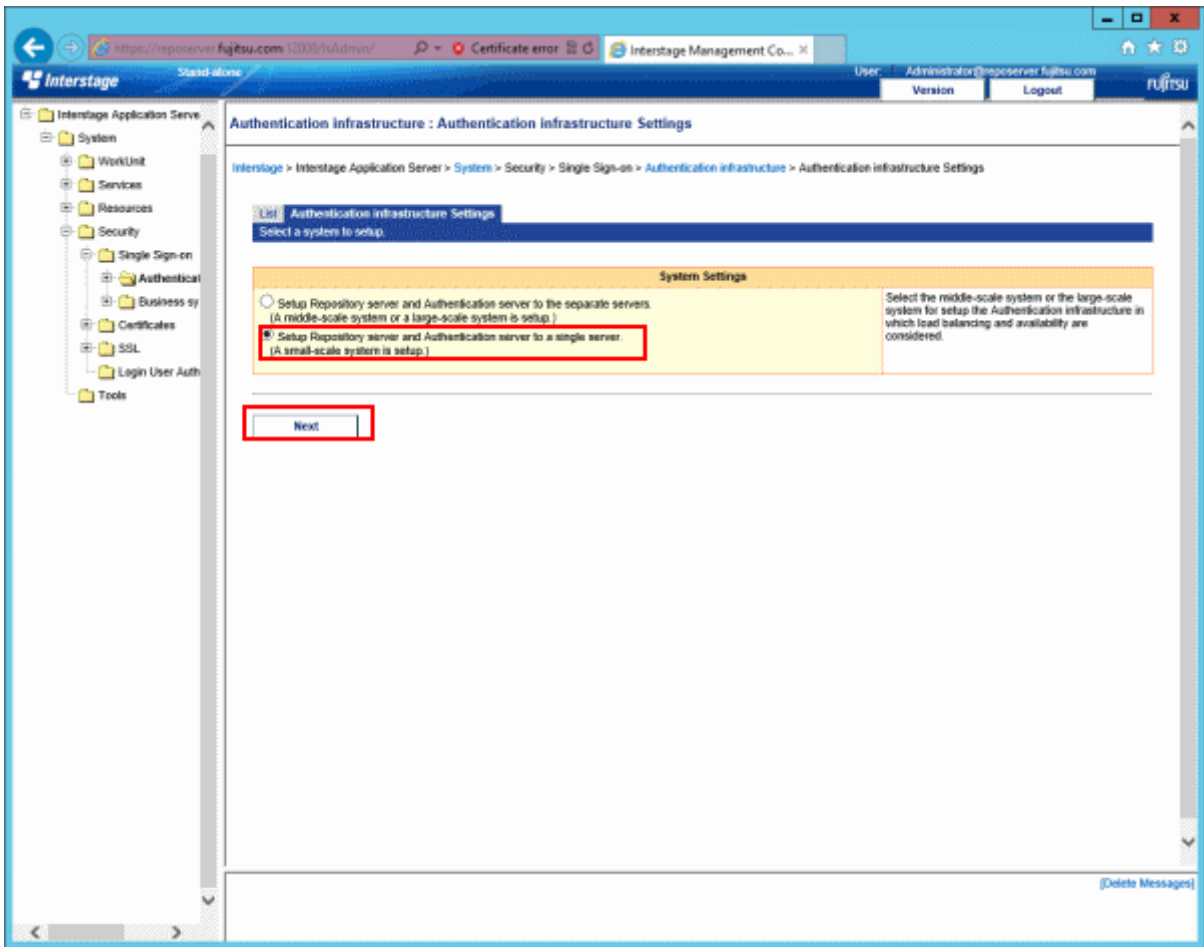 https://reposerver.fujitsu.com:12000/IsAdmin/
Certificate error
Interstage Management Co...
Interstage
Stand-alone
User: Administrator@reposerver.fujitsu.com
Version
Logout
FUJITSU
Interstage Application Serve
System
WorkUnit
Services
Resources
Security
Single Sign-on
Authenticat
Business sy
Certificates
SSL
Login User Auth
Tools
Authentication infrastructure : Authentication infrastructure Settings
Interstage > Interstage Application Server > System > Security > Single Sign-on > Authentication infrastructure > Authentication infrastructure Settings
List
Authentication infrastructure Settings
Select a system to setup.
System Settings
Setup Repository server and Authentication server to the separate servers.
(A middle-scale system or a large-scale system is setup.)
Setup Repository server and Authentication server to a single server.
(A small-scale system is setup.)
Select the middle-scale system or the large-scale
system for setup the Authentication infrastructure in
which load balancing and availability are
considered.
Next
[Delete Messages]